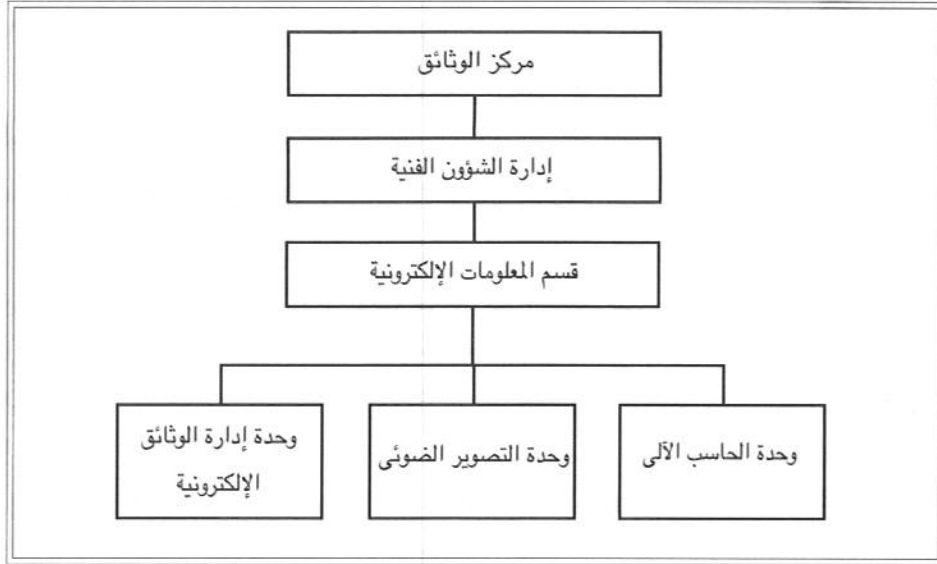 مركز الوثائق
إدارة الشؤون الفنية
قسم المعلومات الإلكترونية
وحدة الحاسب الآلى
وحدة التصوير الضوئى
وحدة إدارة الوثائق
الإلكترونية